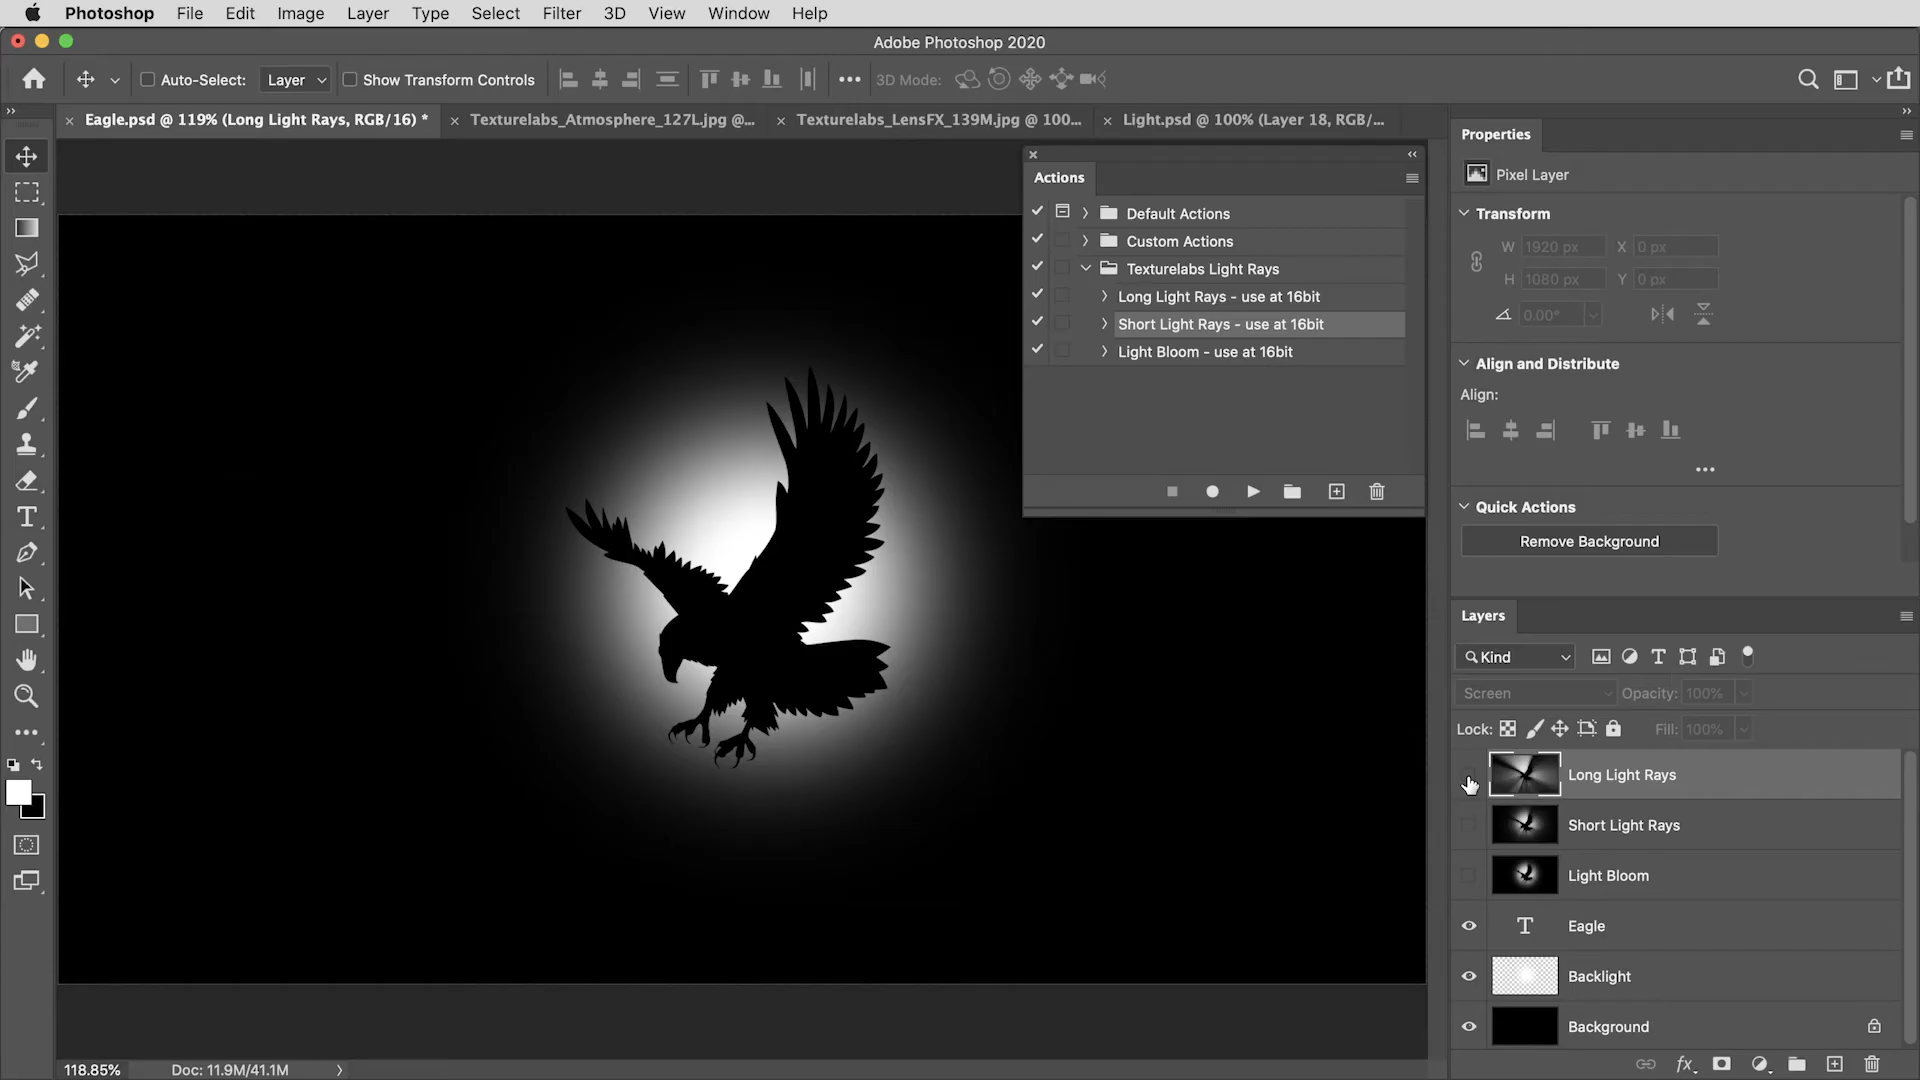 Photoshop File Edit Image Layer Type Select Filter 3D View Window Help
Adobe Photoshop 2020
Auto-Select: Layer Show Transform Controls 3D Mode:
Eagle.psd @ 119% (Long Light Rays, RGB/16) * Texturelabs_Atmosphere_127L.jpg @... Texturelabs_LensFX_139M.jpg @ 100... Light.psd @ 100% (Layer 18, RGB/...
Actions
Default Actions
Custom Actions
Texturelabs Light Rays
Long Light Rays - use at 16bit
Short Light Rays - use at 16bit
Light Bloom - use at 16bit
Properties
Pixel Layer
Transform
W 1920 px X 0 px
H 1080 px Y 0 px
0.00°
Align and Distribute
Align:
Quick Actions
Remove Background
Layers
Kind
Screen Opacity: 100%
Lock: Fill: 100%
Long Light Rays
Short Light Rays
Light Bloom
T Eagle
Backlight
Background
118.85% Doc: 11.9M/41.1M